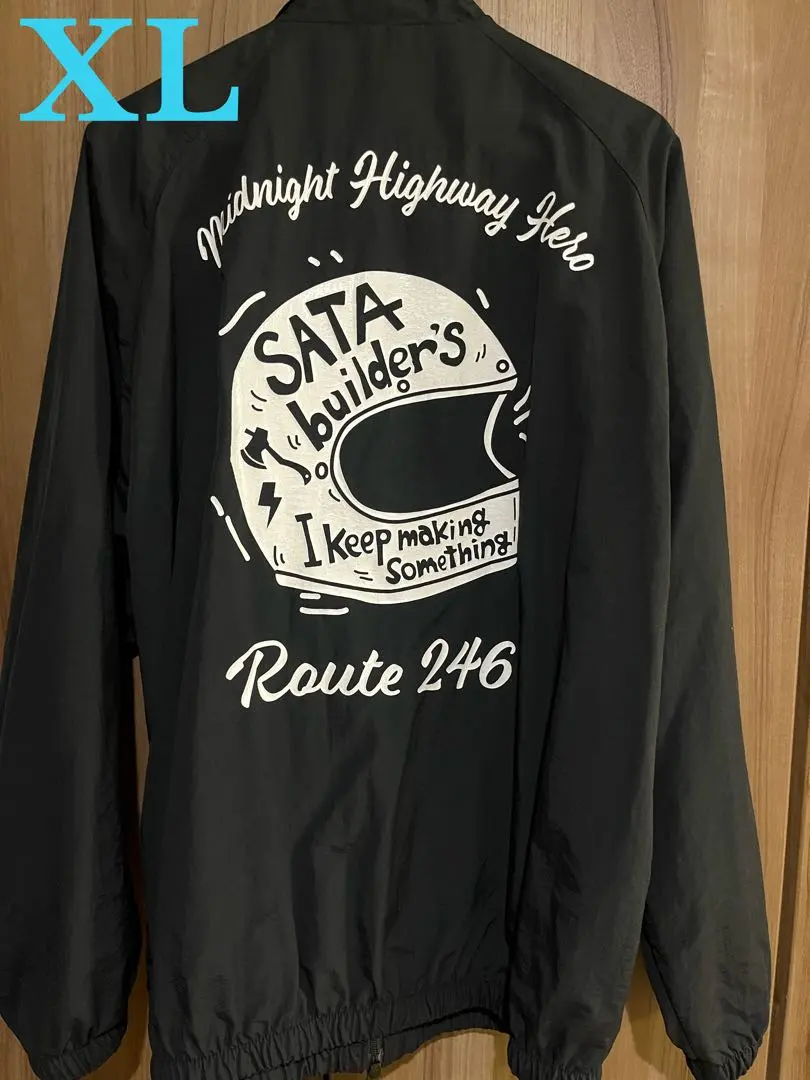 XL
Midnight Highway Hero
SATA
builder's
I keep making
something
Route 246